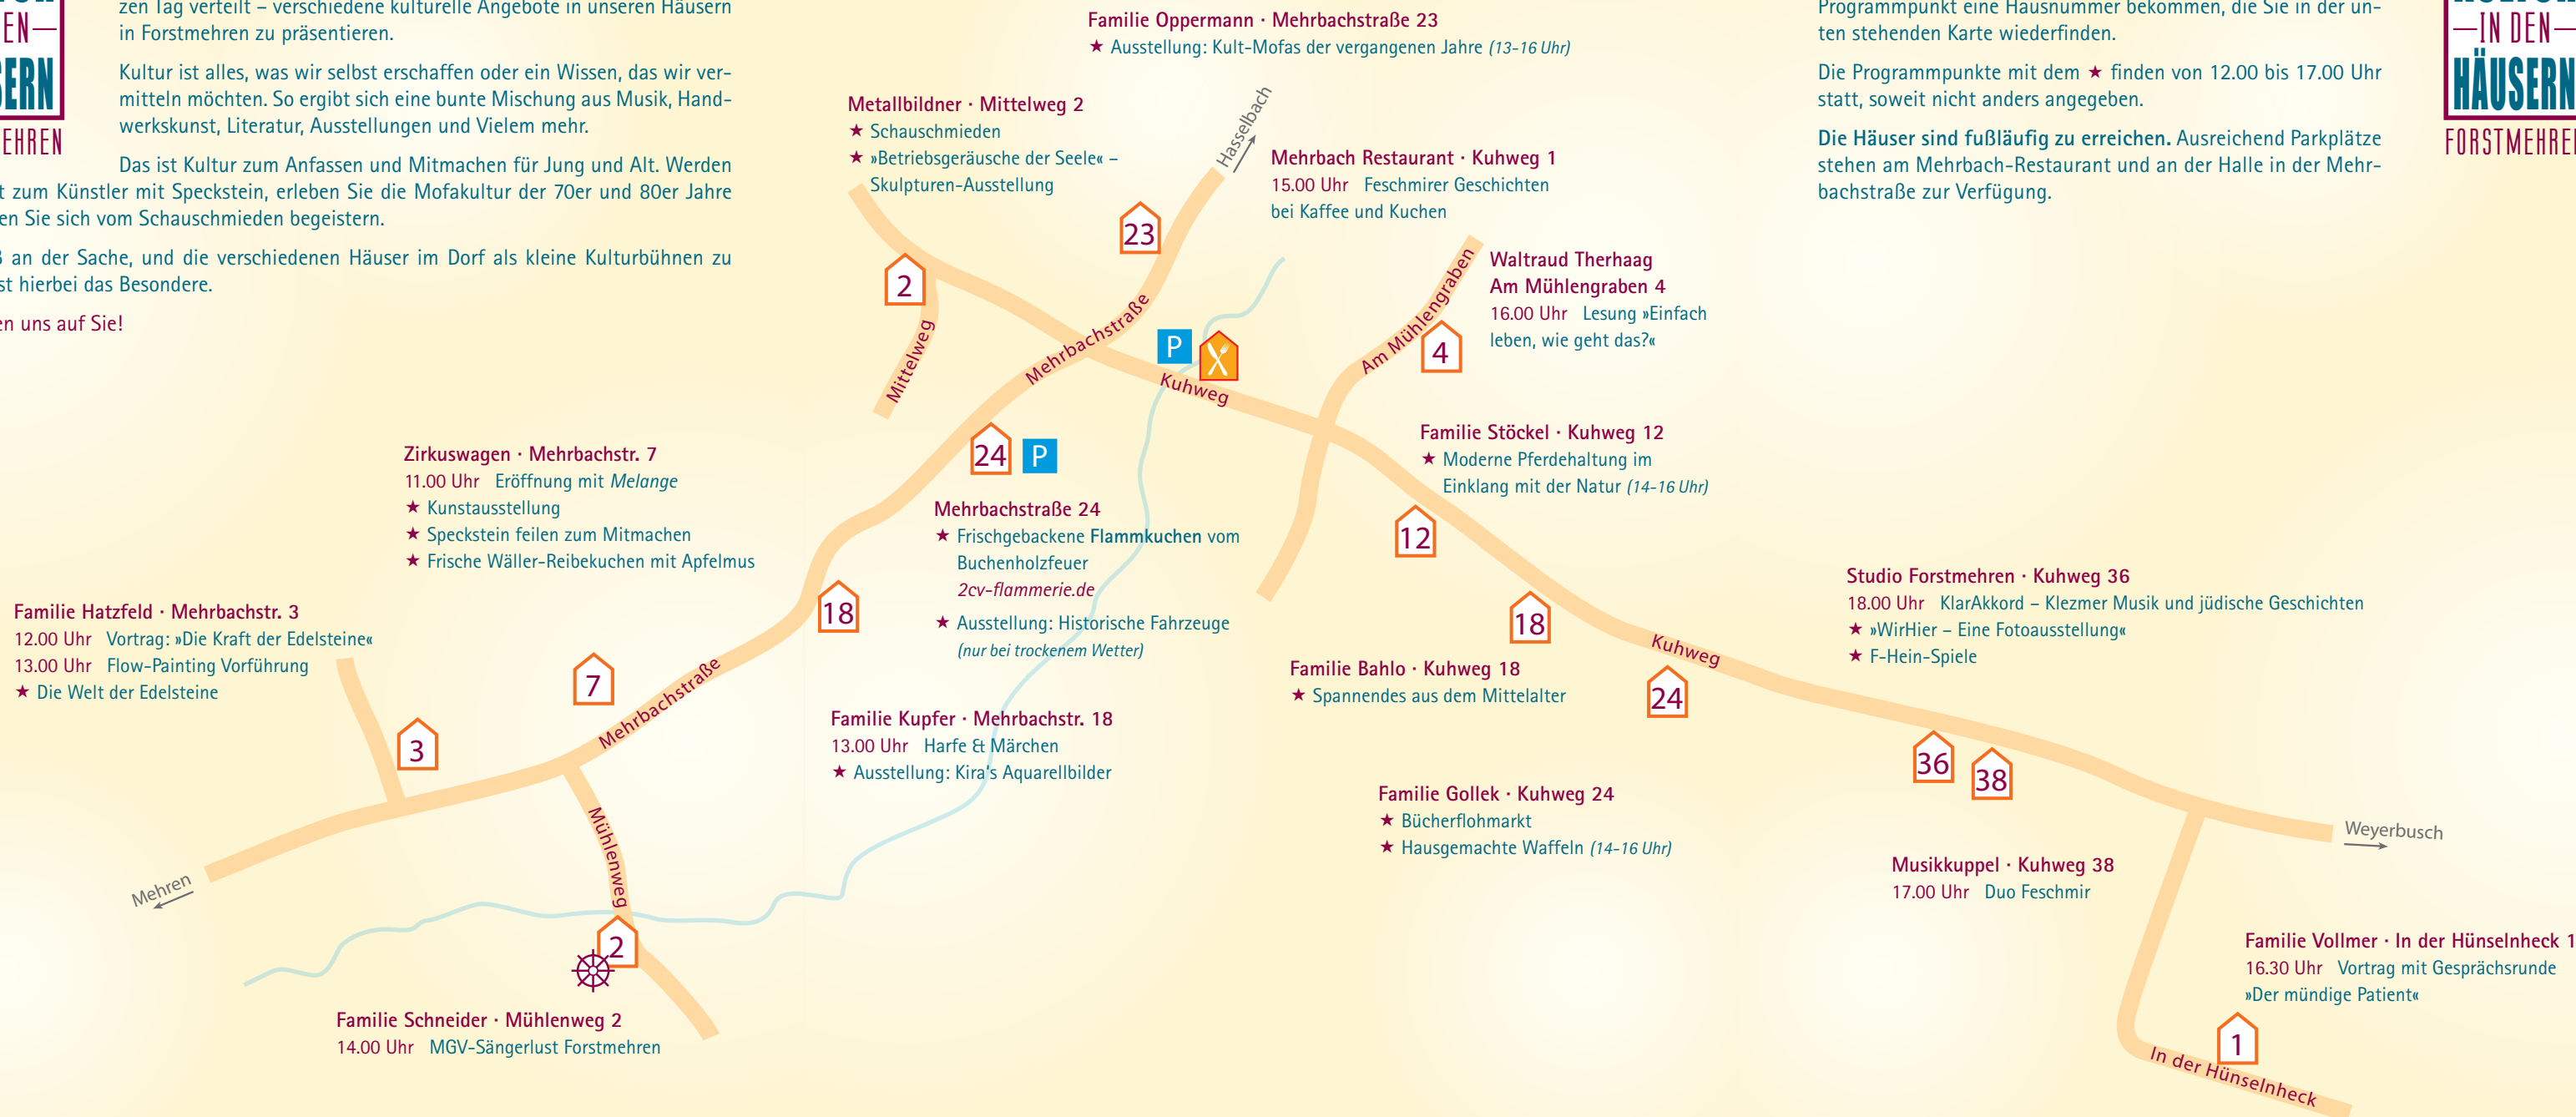 zen Tag verteilt – verschiedene kulturelle Angebote in unseren Häusern
in Forstmehren zu präsentieren.
Kultur ist alles, was wir selbst erschaffen oder ein Wissen, das wir ver-
mitteln möchten. So ergibt sich eine bunte Mischung aus Musik, Hand-
werkskunst, Literatur, Ausstellungen und Vielem mehr.
Das ist Kultur zum Anfassen und Mitmachen für Jung und Alt. Werden
zum Künstler mit Speckstein, erleben Sie die Mofakultur der 70er und 80er Jahre
Sie sich vom Schauschmieden begeistern.
an der Sache, und die verschiedenen Häuser im Dorf als kleine Kulturbühnen zu
hierbei das Besondere.
uns auf Sie!
Familie Oppermann · Mehrbachstraße 23
★ Ausstellung: Kult-Mofas der vergangenen Jahre (13-16 Uhr)
Programmpunkt eine Hausnummer bekommen, die Sie in der un-
ten stehenden Karte wiederfinden.
Die Programmpunkte mit dem ★ finden von 12.00 bis 17.00 Uhr
statt, soweit nicht anders angegeben.
Die Häuser sind fußläufig zu erreichen. Ausreichend Parkplätze
stehen am Mehrbach-Restaurant und an der Halle in der Mehr-
bachstraße zur Verfügung.
—IN DEN—
HÄUSERN
FORSTMEHREN
Metallbildner · Mittelweg 2
★ Schauschmieden
★ »Betriebsgeräusche der Seele« –
Skulpturen-Ausstellung
Hasselbach
Mehrbach Restaurant · Kuhweg 1
15.00 Uhr Feschmirer Geschichten
bei Kaffee und Kuchen
23
2
Mittelweg
Mehrbachstraße
P
Kuhweg
Am Mühlengraben
4
Waltraud Therhaag
Am Mühlengraben 4
16.00 Uhr Lesung »Einfach
leben, wie geht das?«
24
P
Zirkuswagen · Mehrbachstr. 7
11.00 Uhr Eröffnung mit Melange
★ Kunstausstellung
★ Speckstein feilen zum Mitmachen
★ Frische Wäller-Reibekuchen mit Apfelmus
Mehrbachstraße 24
★ Frischgebackene Flammkuchen vom
Buchenholzfeuer
2cv-flammerie.de
★ Ausstellung: Historische Fahrzeuge
(nur bei trockenem Wetter)
Familie Stöckel · Kuhweg 12
★ Moderne Pferdehaltung im
Einklang mit der Natur (14-16 Uhr)
12
18
18
Familie Hatzfeld · Mehrbachstr. 3
12.00 Uhr Vortrag: »Die Kraft der Edelsteine«
13.00 Uhr Flow-Painting Vorführung
★ Die Welt der Edelsteine
7
Mehrbachstraße
3
Familie Bahlo · Kuhweg 18
★ Spannendes aus dem Mittelalter
Kuhweg
24
Studio Forstmehren · Kuhweg 36
18.00 Uhr KlarAkkord – Klezmer Musik und jüdische Geschichten
★ »WirHier – Eine Fotoausstellung«
★ F-Hein-Spiele
Familie Kupfer · Mehrbachstr. 18
13.00 Uhr Harfe & Märchen
★ Ausstellung: Kira's Aquarellbilder
36
38
Familie Gollek · Kuhweg 24
★ Bücherflohmarkt
★ Hausgemachte Waffeln (14-16 Uhr)
Weyerbusch
Mühlenweg
Mehren
Musikkuppel · Kuhweg 38
17.00 Uhr Duo Feschmir
2
Familie Vollmer · In der Hünselnheck 1
16.30 Uhr Vortrag mit Gesprächsrunde
»Der mündige Patient«
Familie Schneider · Mühlenweg 2
14.00 Uhr MGV-Sängerlust Forstmehren
1
In der Hünselnheck